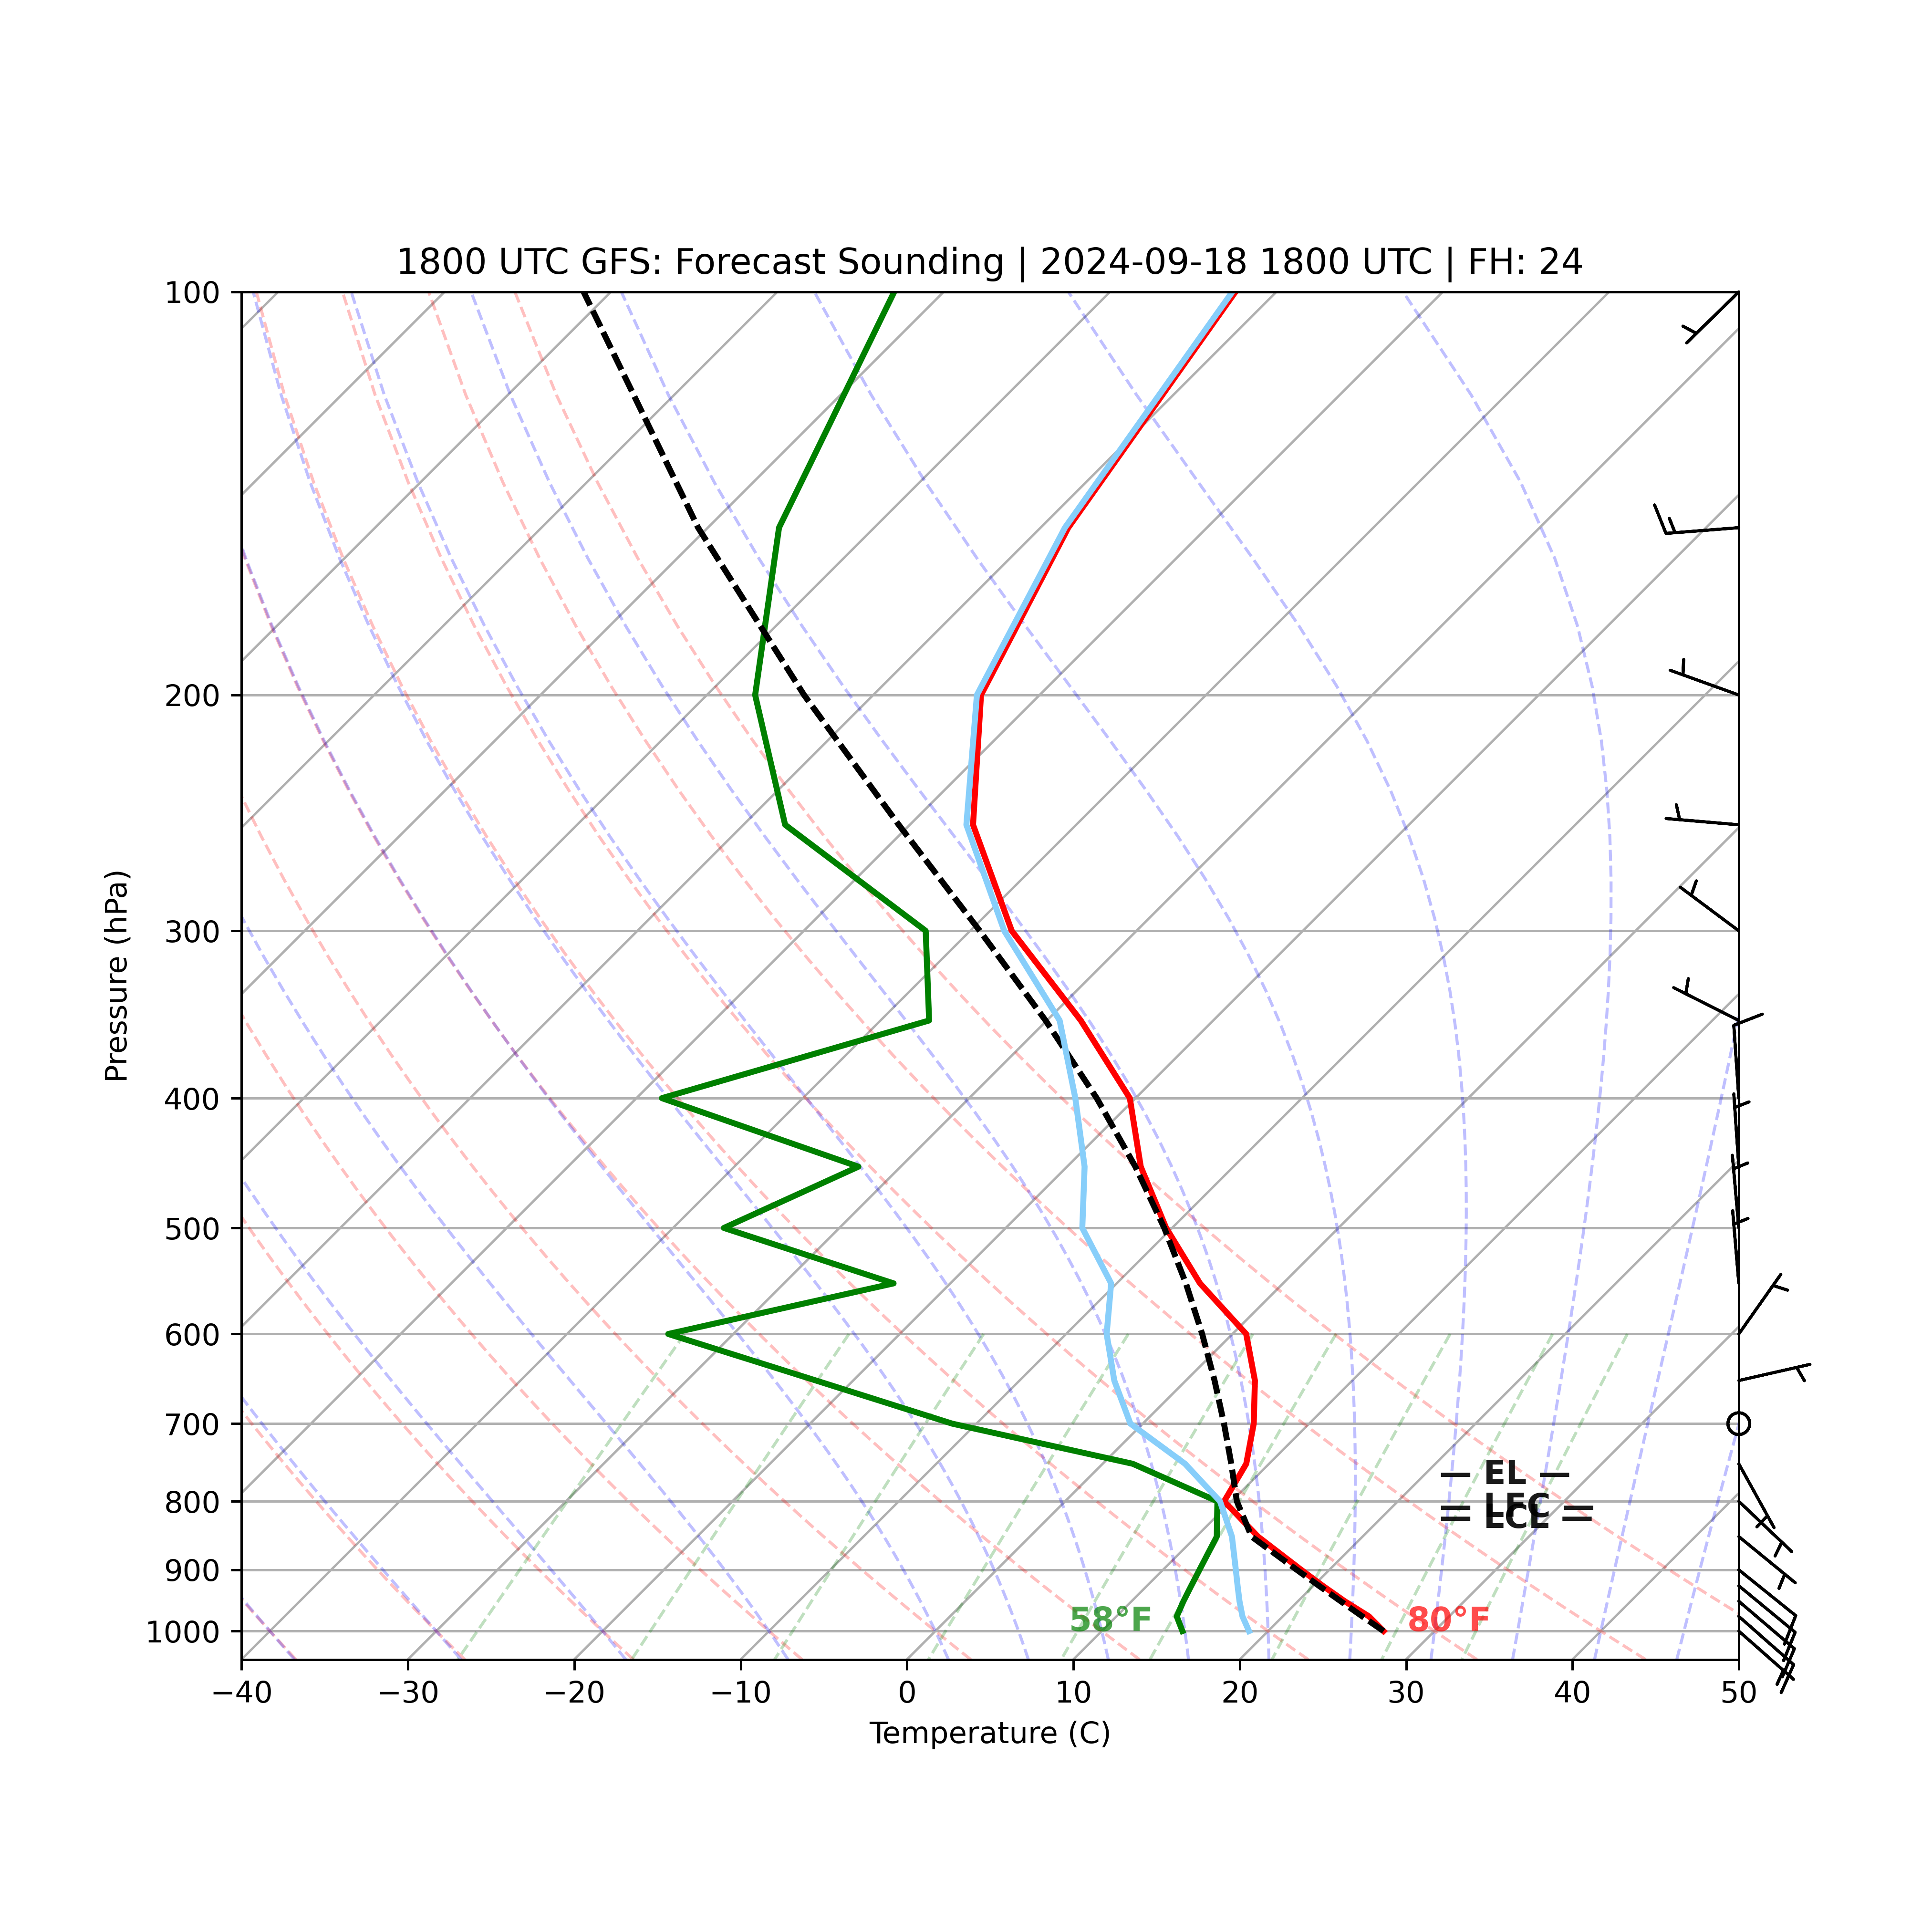 1800 UTC GFS: Forecast Sounding | 2024-09-18 1800 UTC | FH: 24
100
200
300
400
500
600
700
800
900
1000
Pressure (hPa)
— EL —
— LFC —
— LCL —
58°F
80°F
−40 −30 −20 −10 0 10 20 30 40 50
Temperature (C)